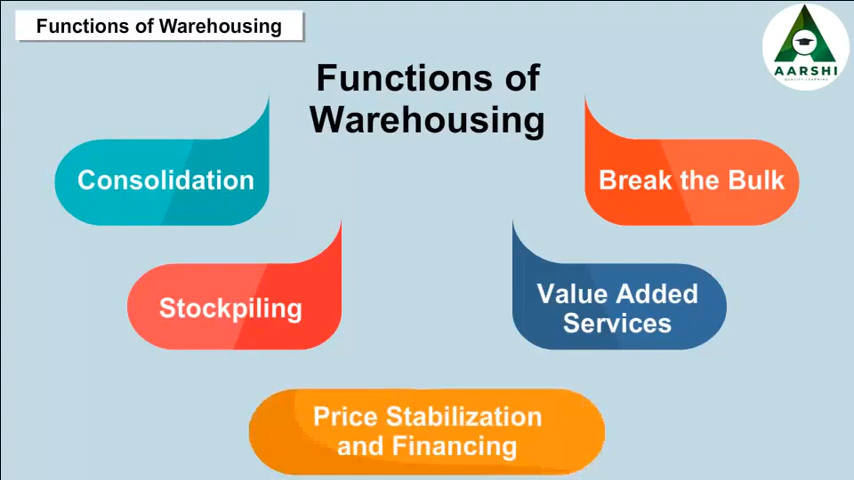 Functions of Warehousing
AARSHI
Functions of
Warehousing
Consolidation
Break the Bulk
Stockpiling
Value Added
Services
Price Stabilization
and Financing